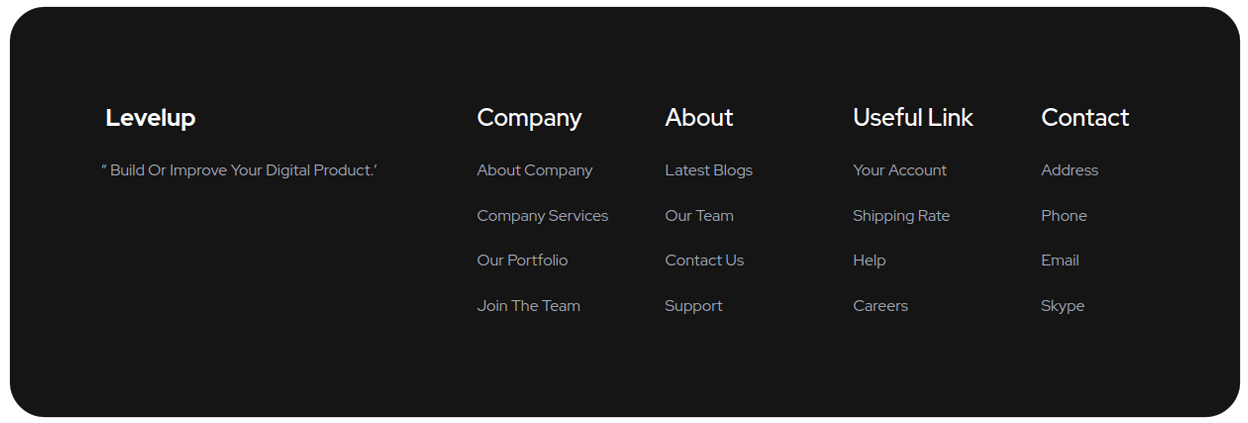 Levelup
“ Build Or Improve Your Digital Product.’
Company
About Company
Company Services
Our Portfolio
Join The Team
About
Latest Blogs
Our Team
Contact Us
Support
Useful Link
Your Account
Shipping Rate
Help
Careers
Contact
Address
Phone
Email
Skype